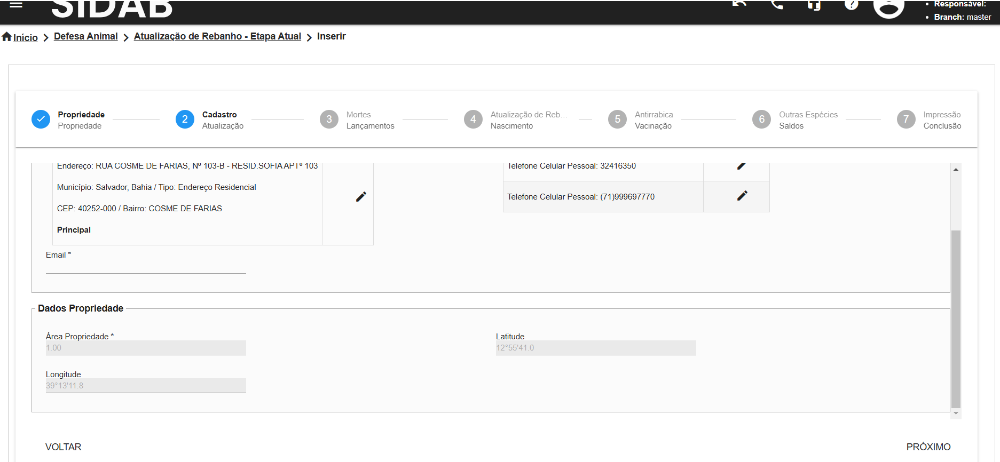 SIDAB
Responsável:
Branch: master
Início > Defesa Animal > Atualização de Rebanho - Etapa Atual > Inserir
Propriedade
Propriedade
2
Cadastro
Atualização
3
Mortes
Lançamentos
4
Atualização de Reb...
Nascimento
5
Antirrabica
Vacinação
6
Outras Espécies
Saldos
7
Impressão
Conclusão
Endereço: RUA COSME DE FARIAS, Nº 103-B - RESID.SOFIA APTº 103
Município: Salvador, Bahia / Tipo: Endereço Residencial
CEP: 40252-000 / Bairro: COSME DE FARIAS
Principal
Telefone Celular Pessoal: 32416350
Telefone Celular Pessoal: (71)999697770
Email *
Dados Propriedade
Área Propriedade *
1.00
Latitude
12°55'41.0
Longitude
39°13'11.8
VOLTAR
PRÓXIMO